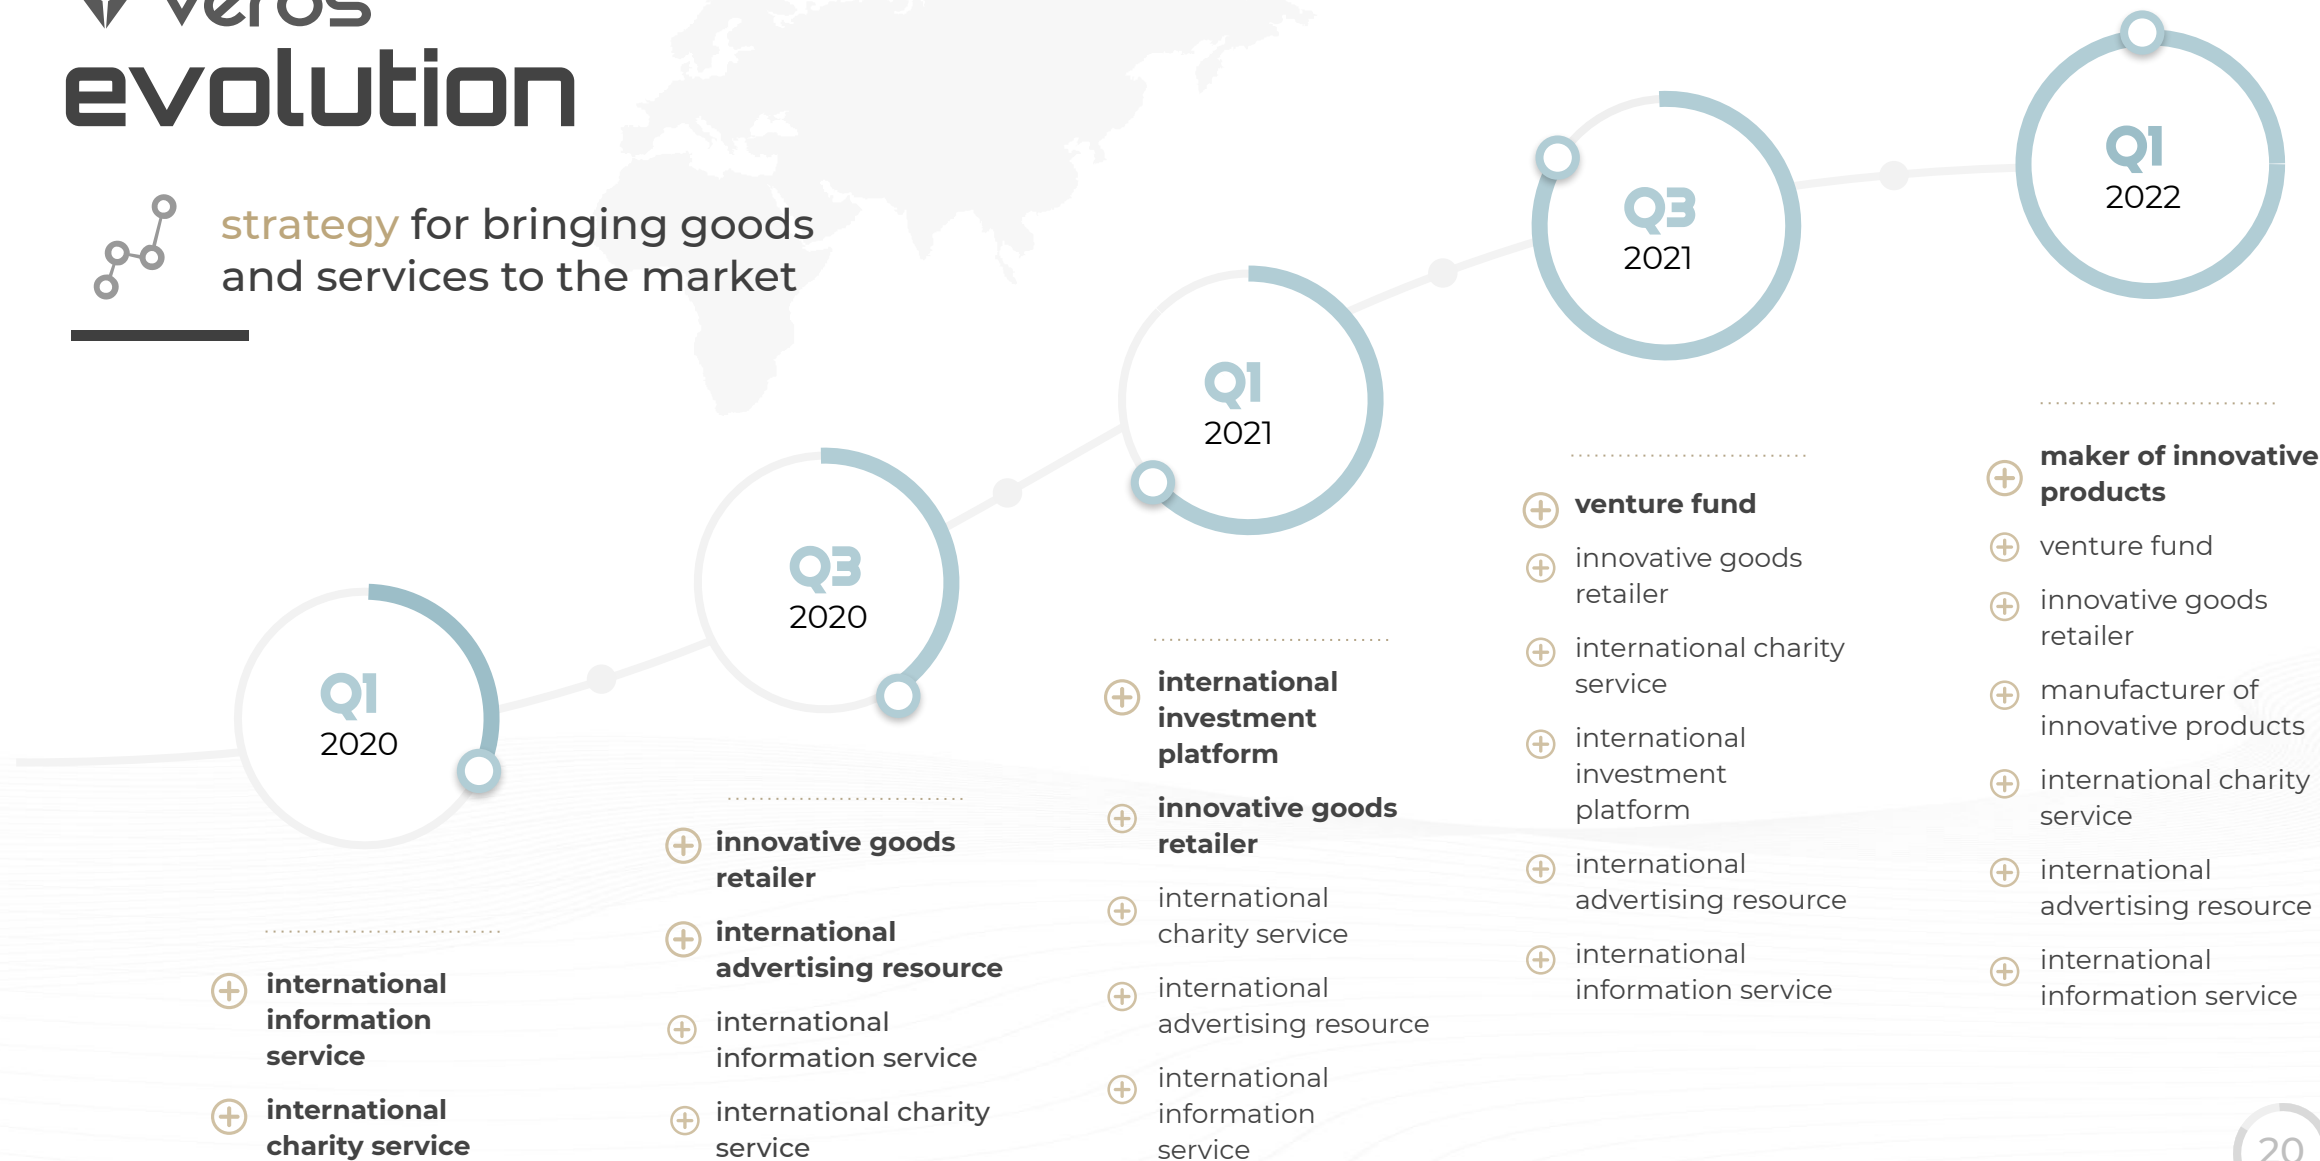 veros
evolution
strategy for bringing goods
and services to the market
Q1
2020
international
information
service
international
charity service
Q3
2020
innovative goods
retailer
international
advertising resource
international
information service
international charity
service
Q1
2021
international
investment
platform
innovative goods
retailer
international
charity service
international
advertising resource
international
information
service
Q3
2021
venture fund
innovative goods
retailer
international charity
service
international
investment
platform
international
advertising resource
international
information service
Q1
2022
maker of innovative
products
venture fund
innovative goods
retailer
manufacturer of
innovative products
international charity
service
international
advertising resource
international
information service
20